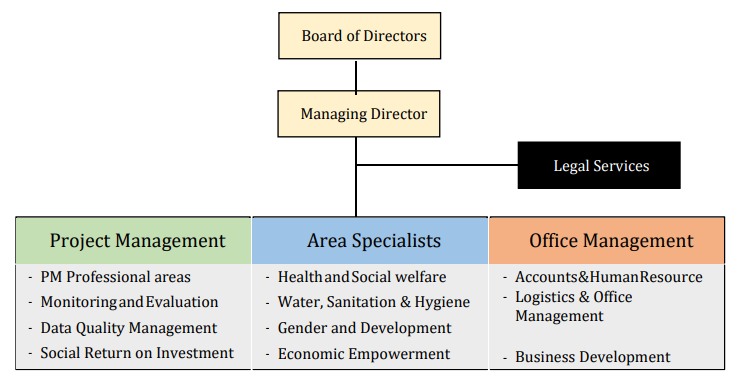 Board of Directors
Managing Director
Legal Services
Project Management
- PM Professional areas
- Monitoring and Evaluation
- Data Quality Management
- Social Return on Investment
Area Specialists
- Health and Social welfare
- Water, Sanitation & Hygiene
- Gender and Development
- Economic Empowerment
Office Management
- Accounts & Human Resource
- Logistics & Office
Management
- Business Development